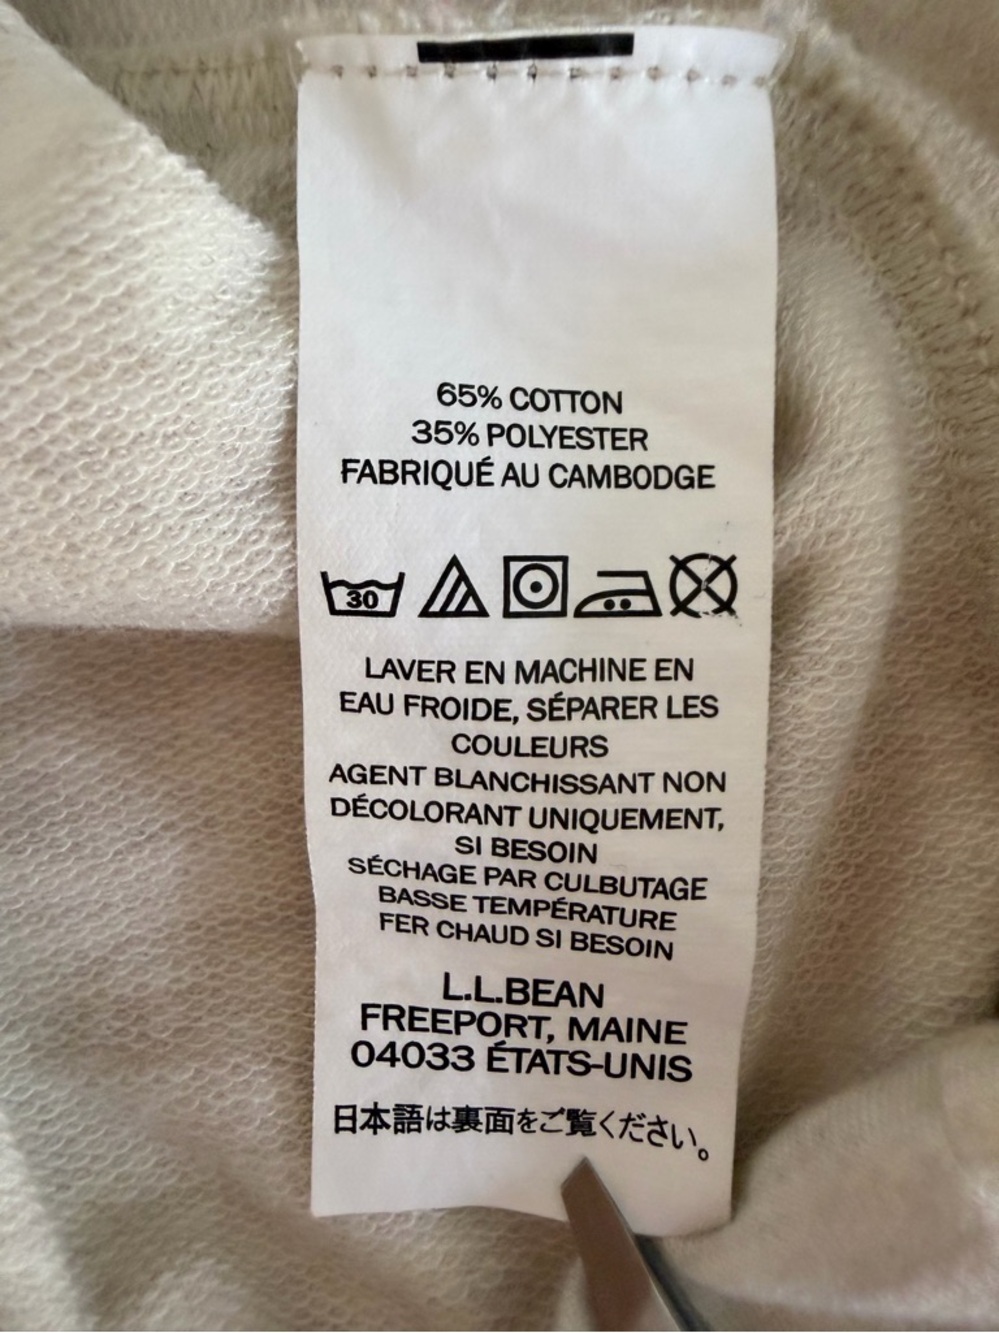 65% COTTON
35% POLYESTER
FABRIQUÉ AU CAMBODGE
30
LAVER EN MACHINE EN
EAU FROIDE, SÉPARER LES
COULEURS
AGENT BLANCHISSANT NON
DÉCOLORANT UNIQUEMENT,
SI BESOIN
SÉCHAGE PAR CULBUTAGE
BASSE TEMPÉRATURE
FER CHAUD SI BESOIN
L.L.BEAN
FREEPORT, MAINE
04033 ÉTATS-UNIS
日本語は裏面をご覧ください。